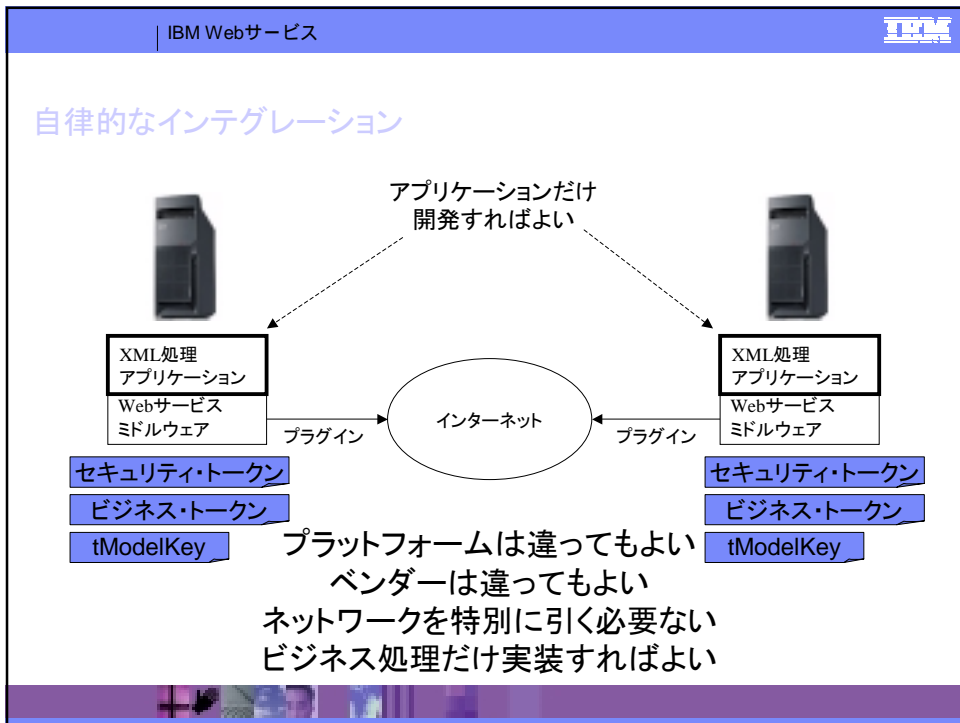 IBM Webサービス
IBM
自律的なインテグレーション
アプリケーションだけ
開発すればよい
XML処理
アプリケーション
Webサービス
ミドルウェア
プラグイン
インターネット
プラグイン
XML処理
アプリケーション
Webサービス
ミドルウェア
セキュリティ・トークン
ビジネス・トークン
tModelKey
セキュリティ・トークン
ビジネス・トークン
tModelKey
プラットフォームは違ってもよい
ベンダーは違ってもよい
ネットワークを特別に引く必要ない
ビジネス処理だけ実装すればよい